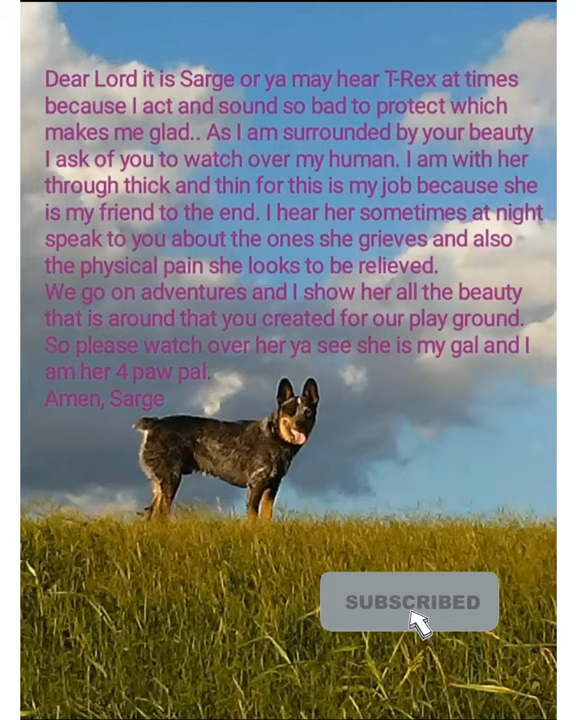 Dear Lord it is Sarge or ya may hear T-Rex at times
because I act and sound so bad to protect which
makes me glad.. As I am surrounded by your beauty
I ask of you to watch over my human. I am with her
through thick and thin for this is my job because she
is my friend to the end. I hear her sometimes at night
speak to you about the ones she grieves and also
the physical pain she looks to be relieved.
We go on adventures and I show her all the beauty
that is around that you created for our play ground.
So please watch over her ya see she is my gal and I
am her 4 paw pal.
Amen, Sarge
SUBSCRIBED